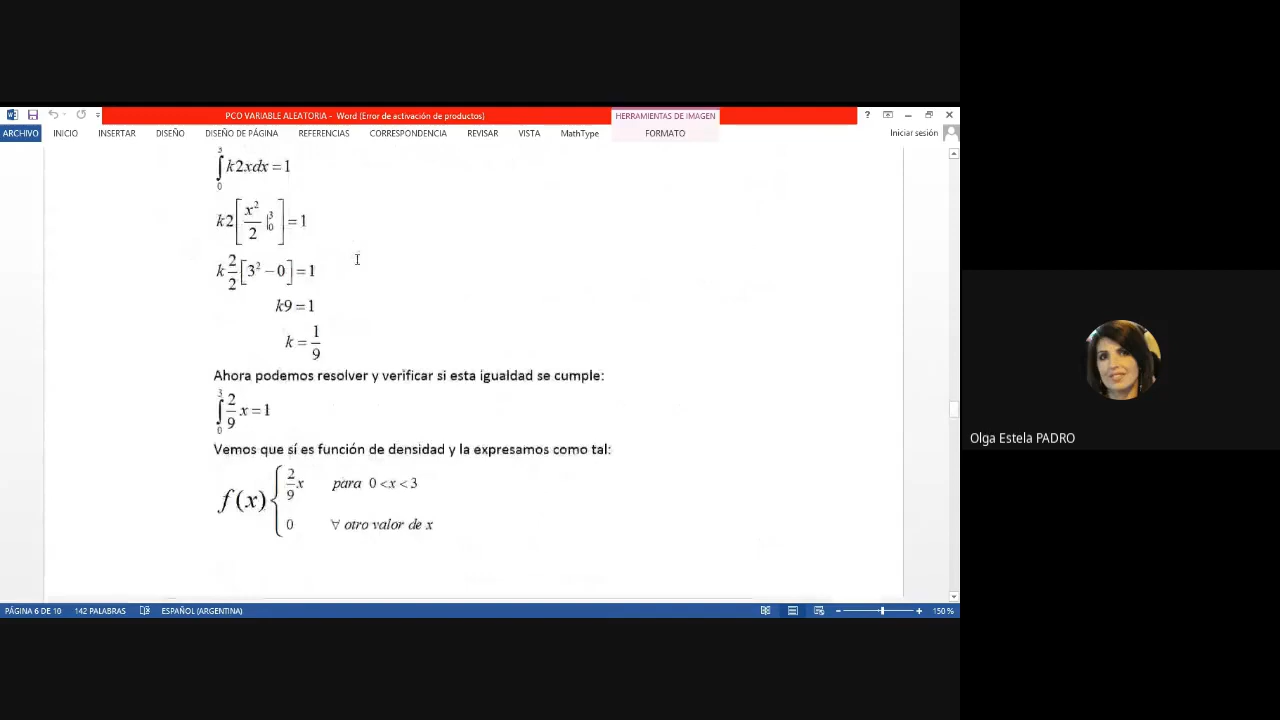 PCO VARIABLE ALEATORIA - Word (Error de activación de productos)
HERRAMIENTAS DE IMAGEN
ARCHIVO INICIO INSERTAR DISEÑO DISEÑO DE PÁGINA REFERENCIAS CORRESPONDENCIA REVISAR VISTA MathType FORMATO Iniciar sesión
∫₀³ k2xdx = 1
k2[x²/2 |₀³] = 1
k 2/2 [3² − 0] = 1
k9 = 1
k = 1/9
Ahora podemos resolver y verificar si esta igualdad se cumple:
∫₀³ 2/9 x = 1
Vemos que sí es función de densidad y la expresamos como tal:
f(x) { 2/9 x para 0 < x < 3
0 ∀ otro valor de x
Olga Estela PADRO
PÁGINA 6 DE 10 142 PALABRAS ESPAÑOL (ARGENTINA) 150 %